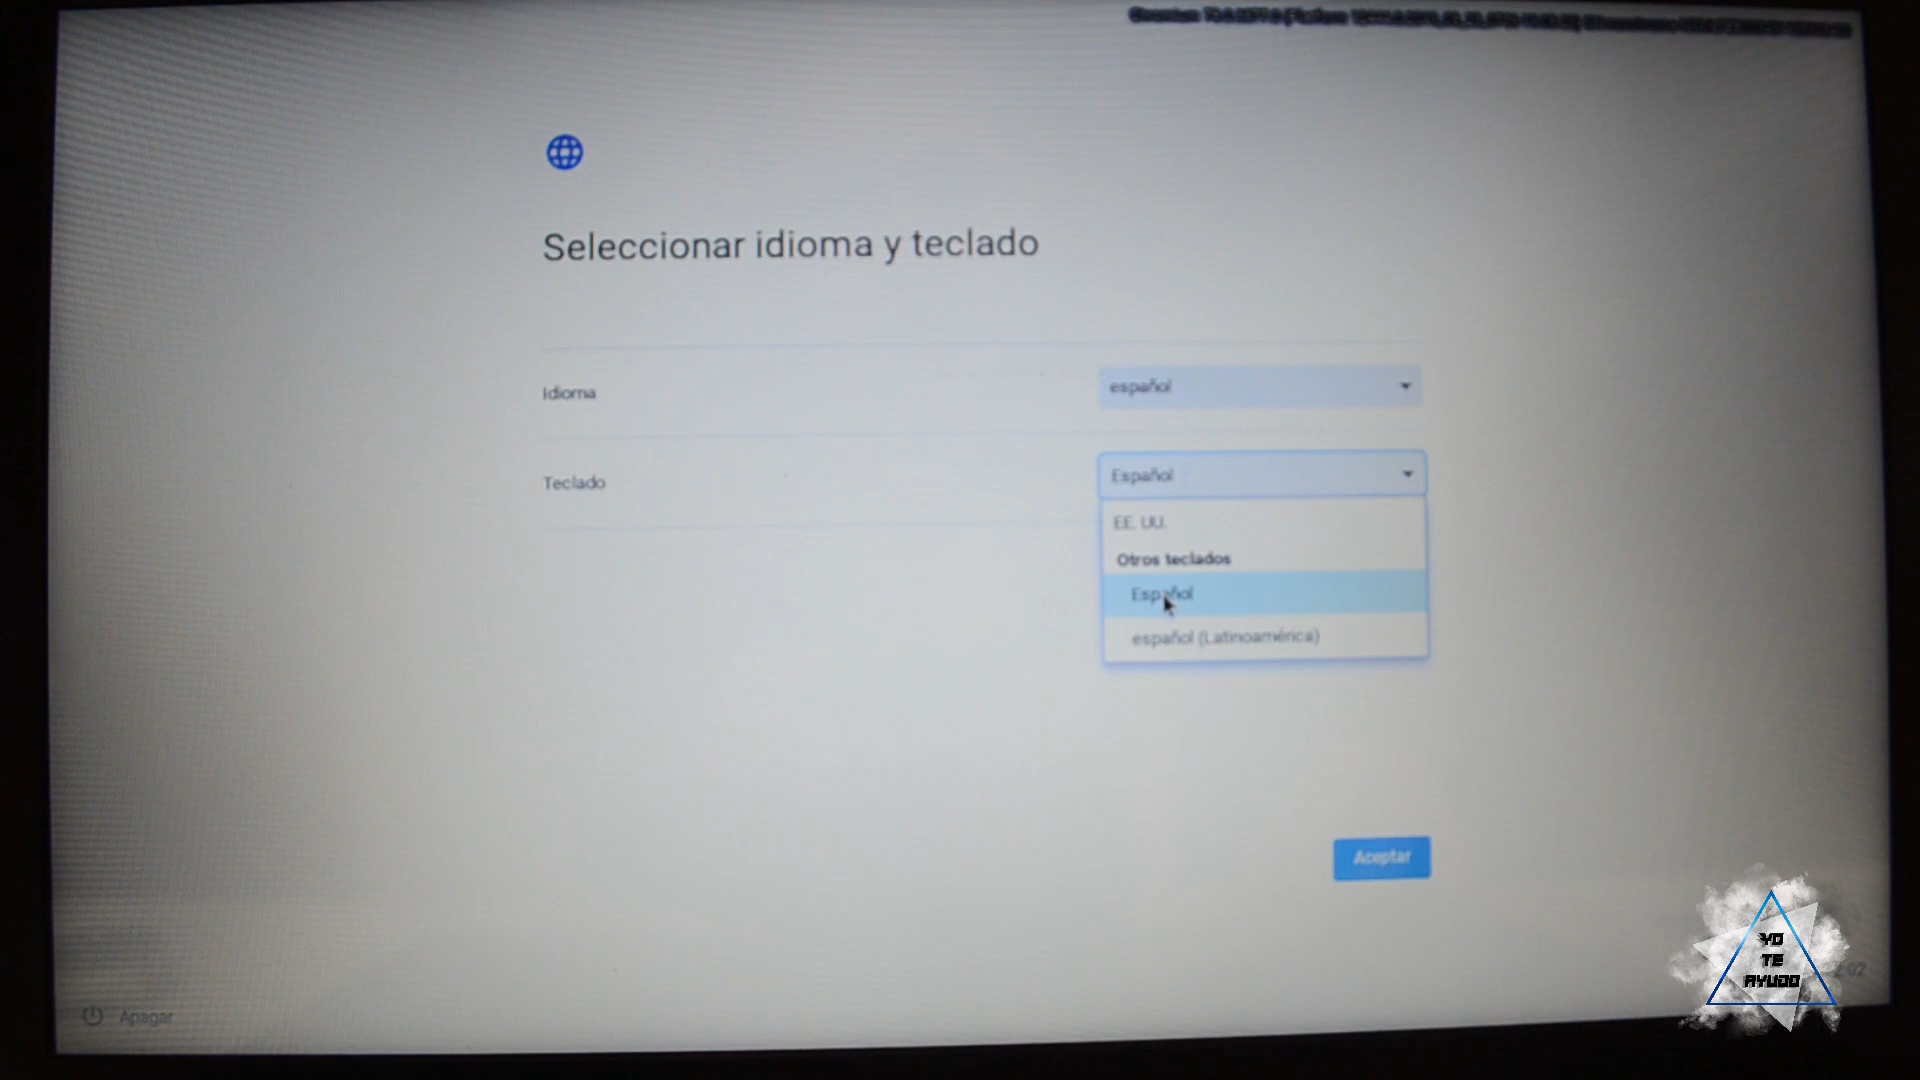 Seleccionar idioma y teclado
Idioma
español
Teclado
Español
EE. UU.
Otros teclados
Español
español (Latinoamérica)
Aceptar
Apagar
YO
TE
AYUDO